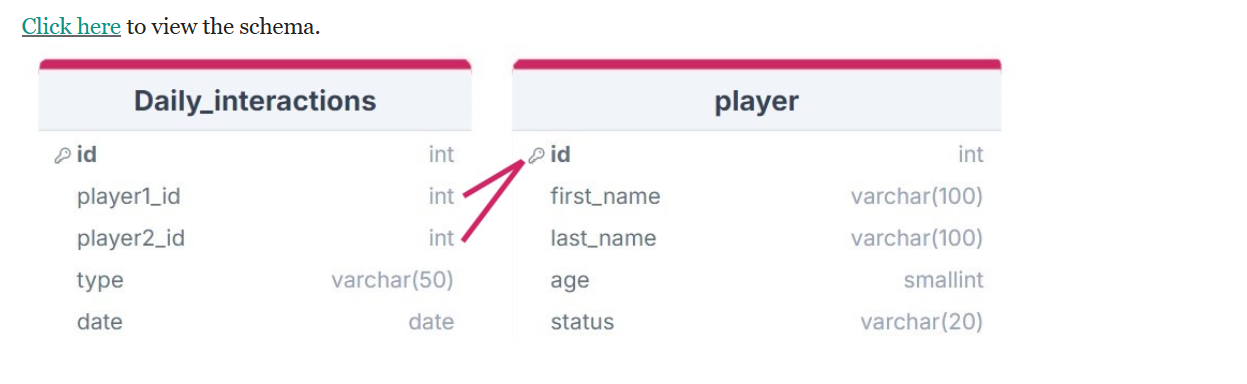 Click here to view the schema.
Daily_interactions
id int
player1_id int
player2_id int
type varchar(50)
date date
player
id int
first_name varchar(100)
last_name varchar(100)
age smallint
status varchar(20)